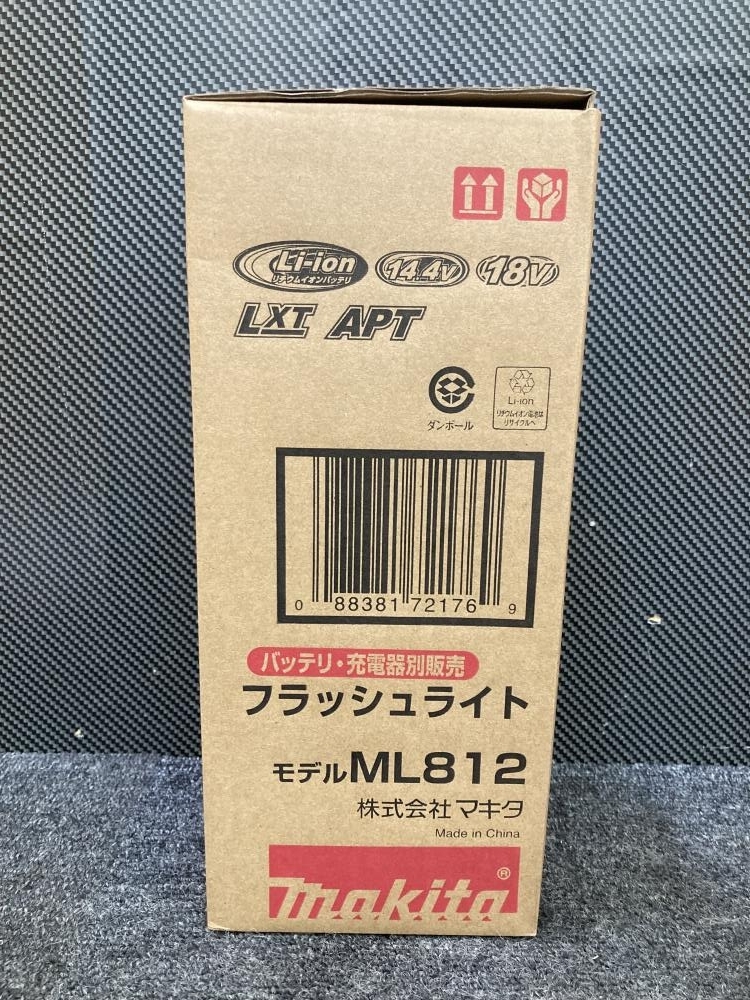 Li-ion
リチウムイオンバッテリ
14.4V
18V
LXT APT
ダンボール
Li-ion
リチウムイオン電池は
リサイクルへ
0 88381 72176 9
バッテリ・充電器別販売
フラッシュライト
モデルML812
株式会社マキタ
Made in China
makita®